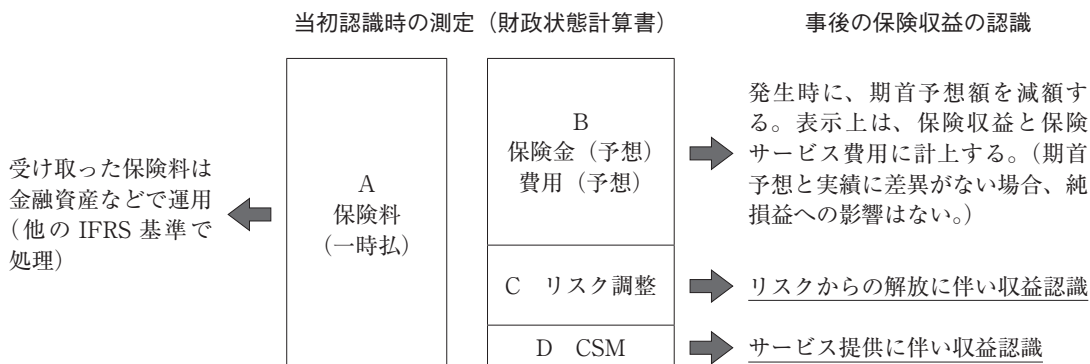 当初認識時の測定（財政状態計算書）
事後の保険収益の認識
受け取った保険料は
金融資産などで運用
（他の IFRS 基準で
処理）
A
保険料
（一時払）
B
保険金（予想）
費用（予想）
発生時に、期首予想額を減額す
る。表示上は、保険収益と保険
サービス費用に計上する。（期首
予想と実績に差異がない場合、純
損益への影響はない。）
C リスク調整
リスクからの解放に伴い収益認識
D CSM
サービス提供に伴い収益認識